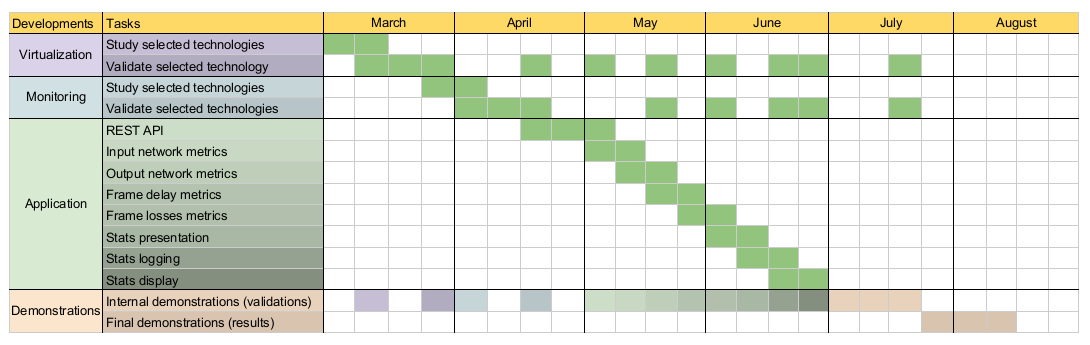 Developments Tasks March April May June July August
Virtualization
Study selected technologies
Validate selected technology
Monitoring
Study selected technologies
Validate selected technologies
Application
REST API
Input network metrics
Output network metrics
Frame delay metrics
Frame losses metrics
Stats presentation
Stats logging
Stats display
Demonstrations
Internal demonstrations (validations)
Final demonstrations (results)